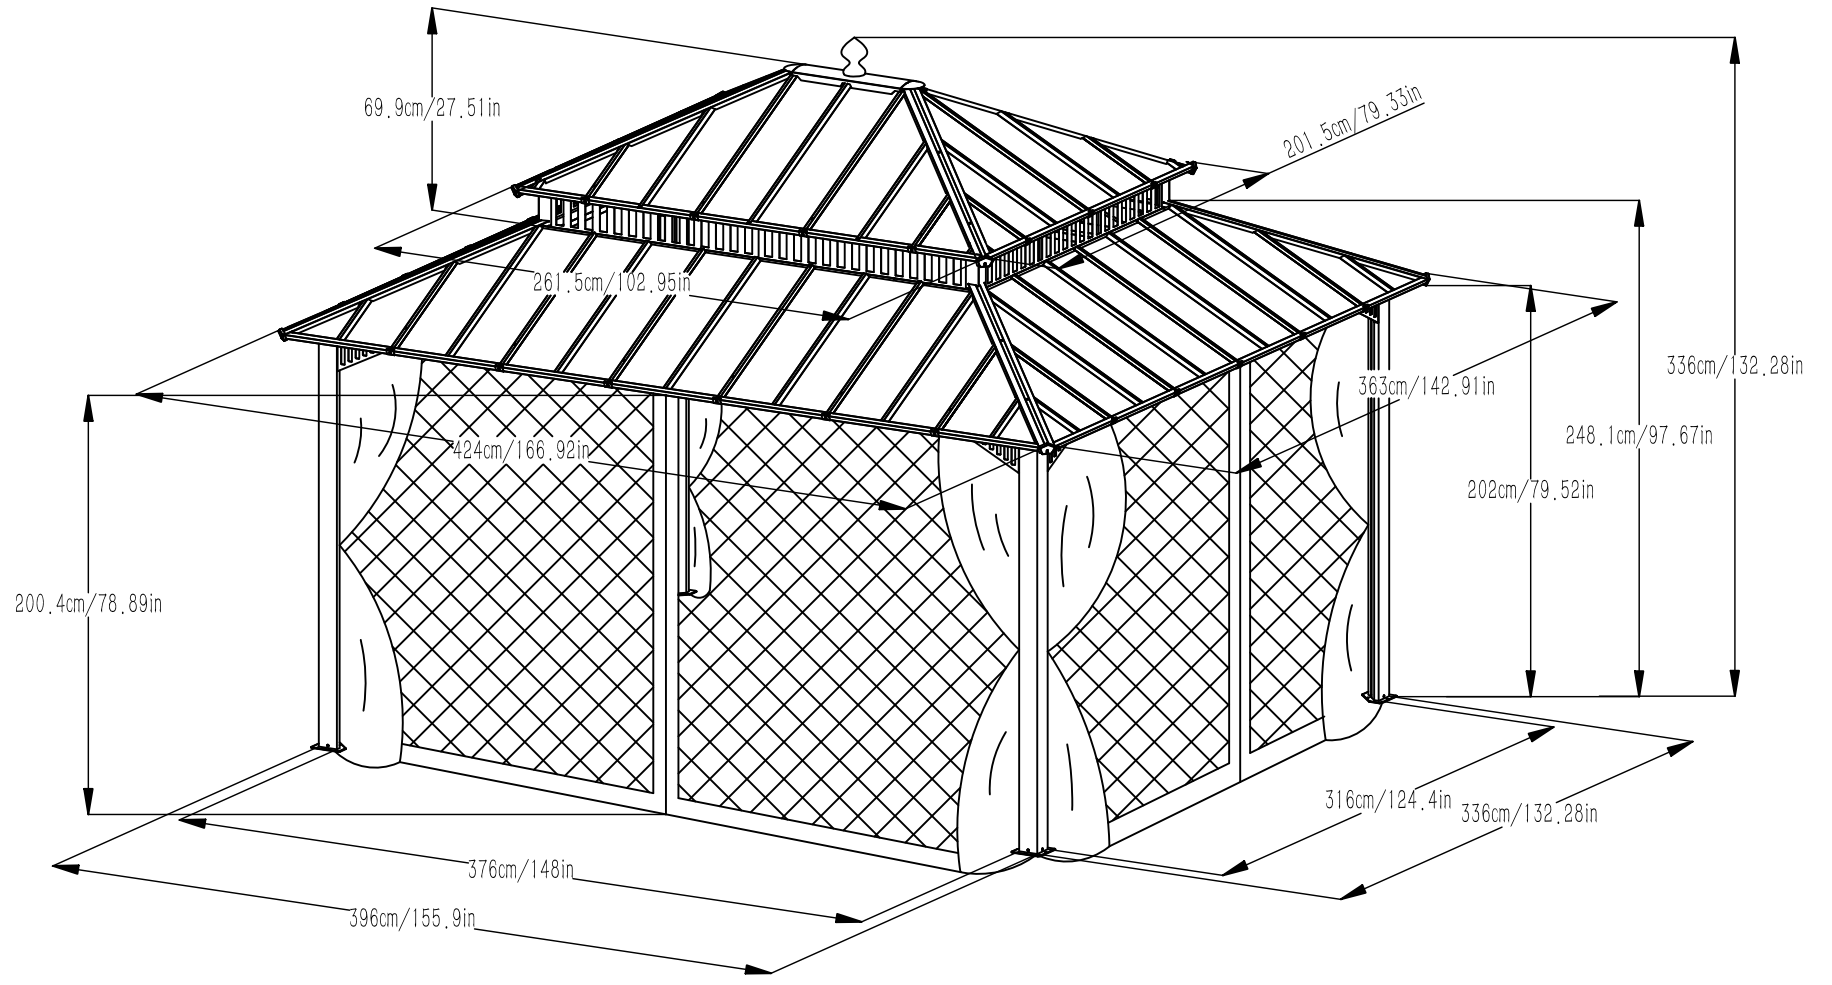 69.9cm/27.51in
201.5cm/79.33in
261.5cm/102.95in
336cm/132.28in
363cm/142.91in
248.1cm/97.67in
424cm/166.92in
202cm/79.52in
200.4cm/78.89in
316cm/124.4in
336cm/132.28in
376cm/148in
396cm/155.9in